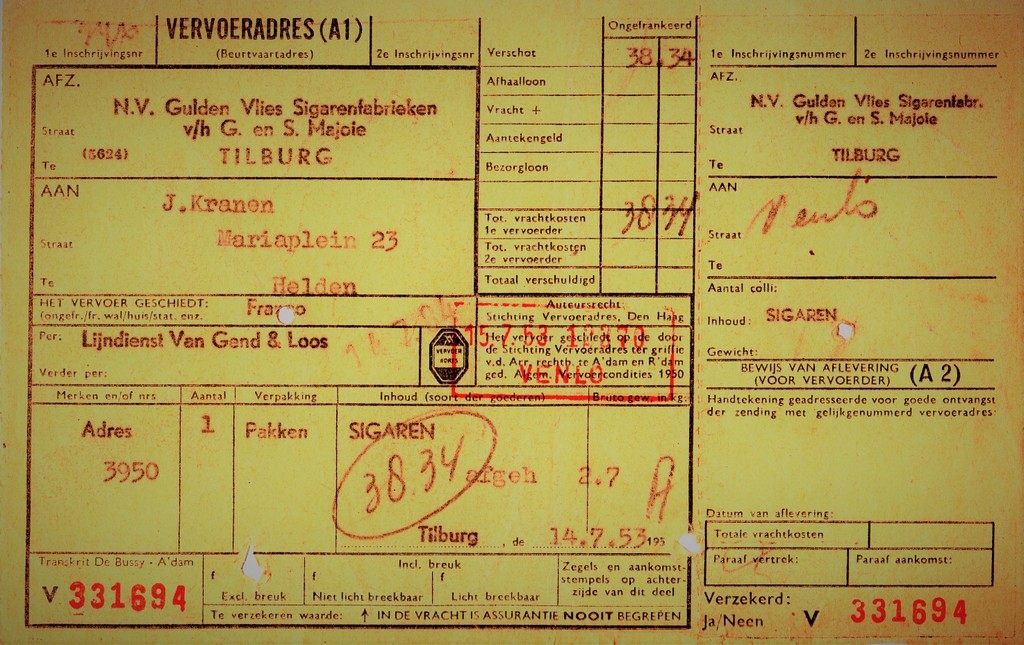 VERVOERADRES (A1)
(Beurtvaartadres)
1e Inschrijvingsnr
2e Inschrijvingsnr
AFZ.
N.V. Gulden Vlies Sigarenfabrieken
v/h G. en S. Majoie
Straat
(5624)
TILBURG
Te
AAN
J.Kranen
Straat
Mariaplein 23
Te
Helden
HET VERVOER GESCHIEDT:
(ongefr./fr. wal/huis/stat. enz.
Franco
Per: Lijndienst Van Gend & Loos
Verder per:
VERVOER
ADRES
Ongefrankeerd
Verschot 38.34
Afhaalloon
Vracht +
Aantekengeld
Bezorgloon
Tot. vrachtkosten
1e vervoerder
38 34
Tot. vrachtkosten
2e vervoerder
Totaal verschuldigd
Auteursrecht:
Stichting Vervoeradres, Den Haag
Het vervoer geschiedt op de door
de Stichting Vervoeradres ter griffie
v.d. Arr. rechtb. te A'dam en R'dam
ged. Algem. Vervoercondities 1950
15.7.53
VENLO
Merken en/of nrs Aantal Verpakking Inhoud (soort der goederen) Bruto gew. in kg.
Adres 1 Pakken SIGAREN
3950
38.34
afgeh 2.7
A
Tilburg , de 14.7.53 195
Transkrit De Bussy - A'dam
V 331694
f
Excl. breuk
Incl. breuk
f
Niet licht breekbaar
f
Licht breekbaar
Zegels en aankomst-
stempels op achter-
zijde van dit deel
Te verzekeren waarde: ↑ IN DE VRACHT IS ASSURANTIE NOOIT BEGREPEN
1e Inschrijvingsnummer
2e Inschrijvingsnummer
AFZ.
N.V. Gulden Vlies Sigarenfabr.
v/h G. en S. Majoie
Straat
TILBURG
Te
AAN
Venlo
Straat
Te
Aantal colli:
Inhoud: SIGAREN
Gewicht:
BEWIJS VAN AFLEVERING
(VOOR VERVOERDER)
(A 2)
Handtekening geadresseerde voor goede ontvangst
der zending met gelijkgenummerd vervoeradres:
Datum van aflevering:
Totale vrachtkosten
Paraaf vertrek:
Paraaf aankomst:
Verzekerd:
Ja/Neen
V 331694